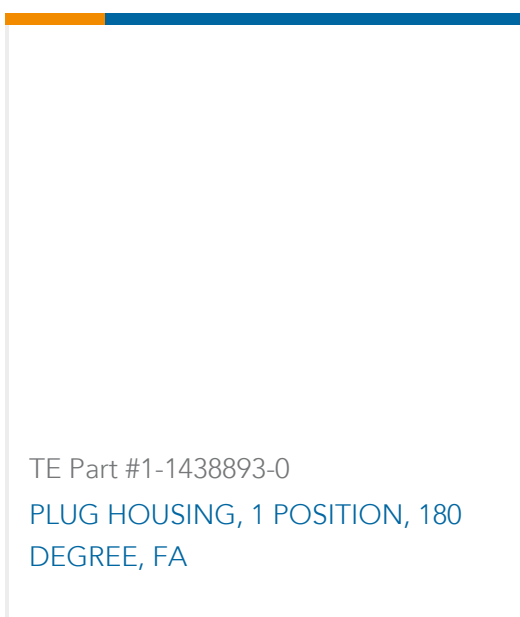 TE Part #1-1438893-0
PLUG HOUSING, 1 POSITION, 180
DEGREE, FA